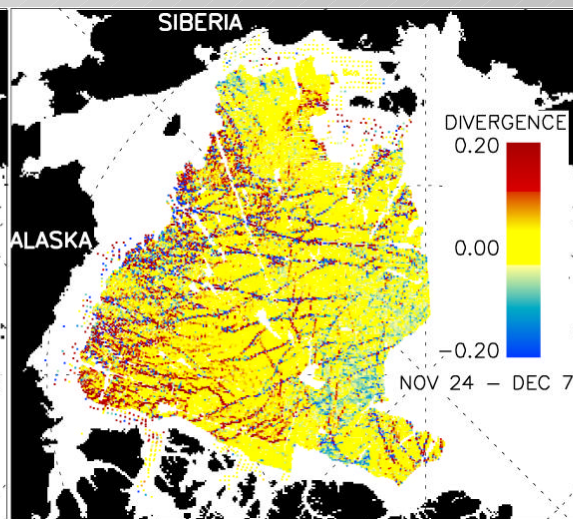 SIBERIA
DIVERGENCE
0.20
ALASKA
0.00
−0.20
NOV 24 – DEC 7